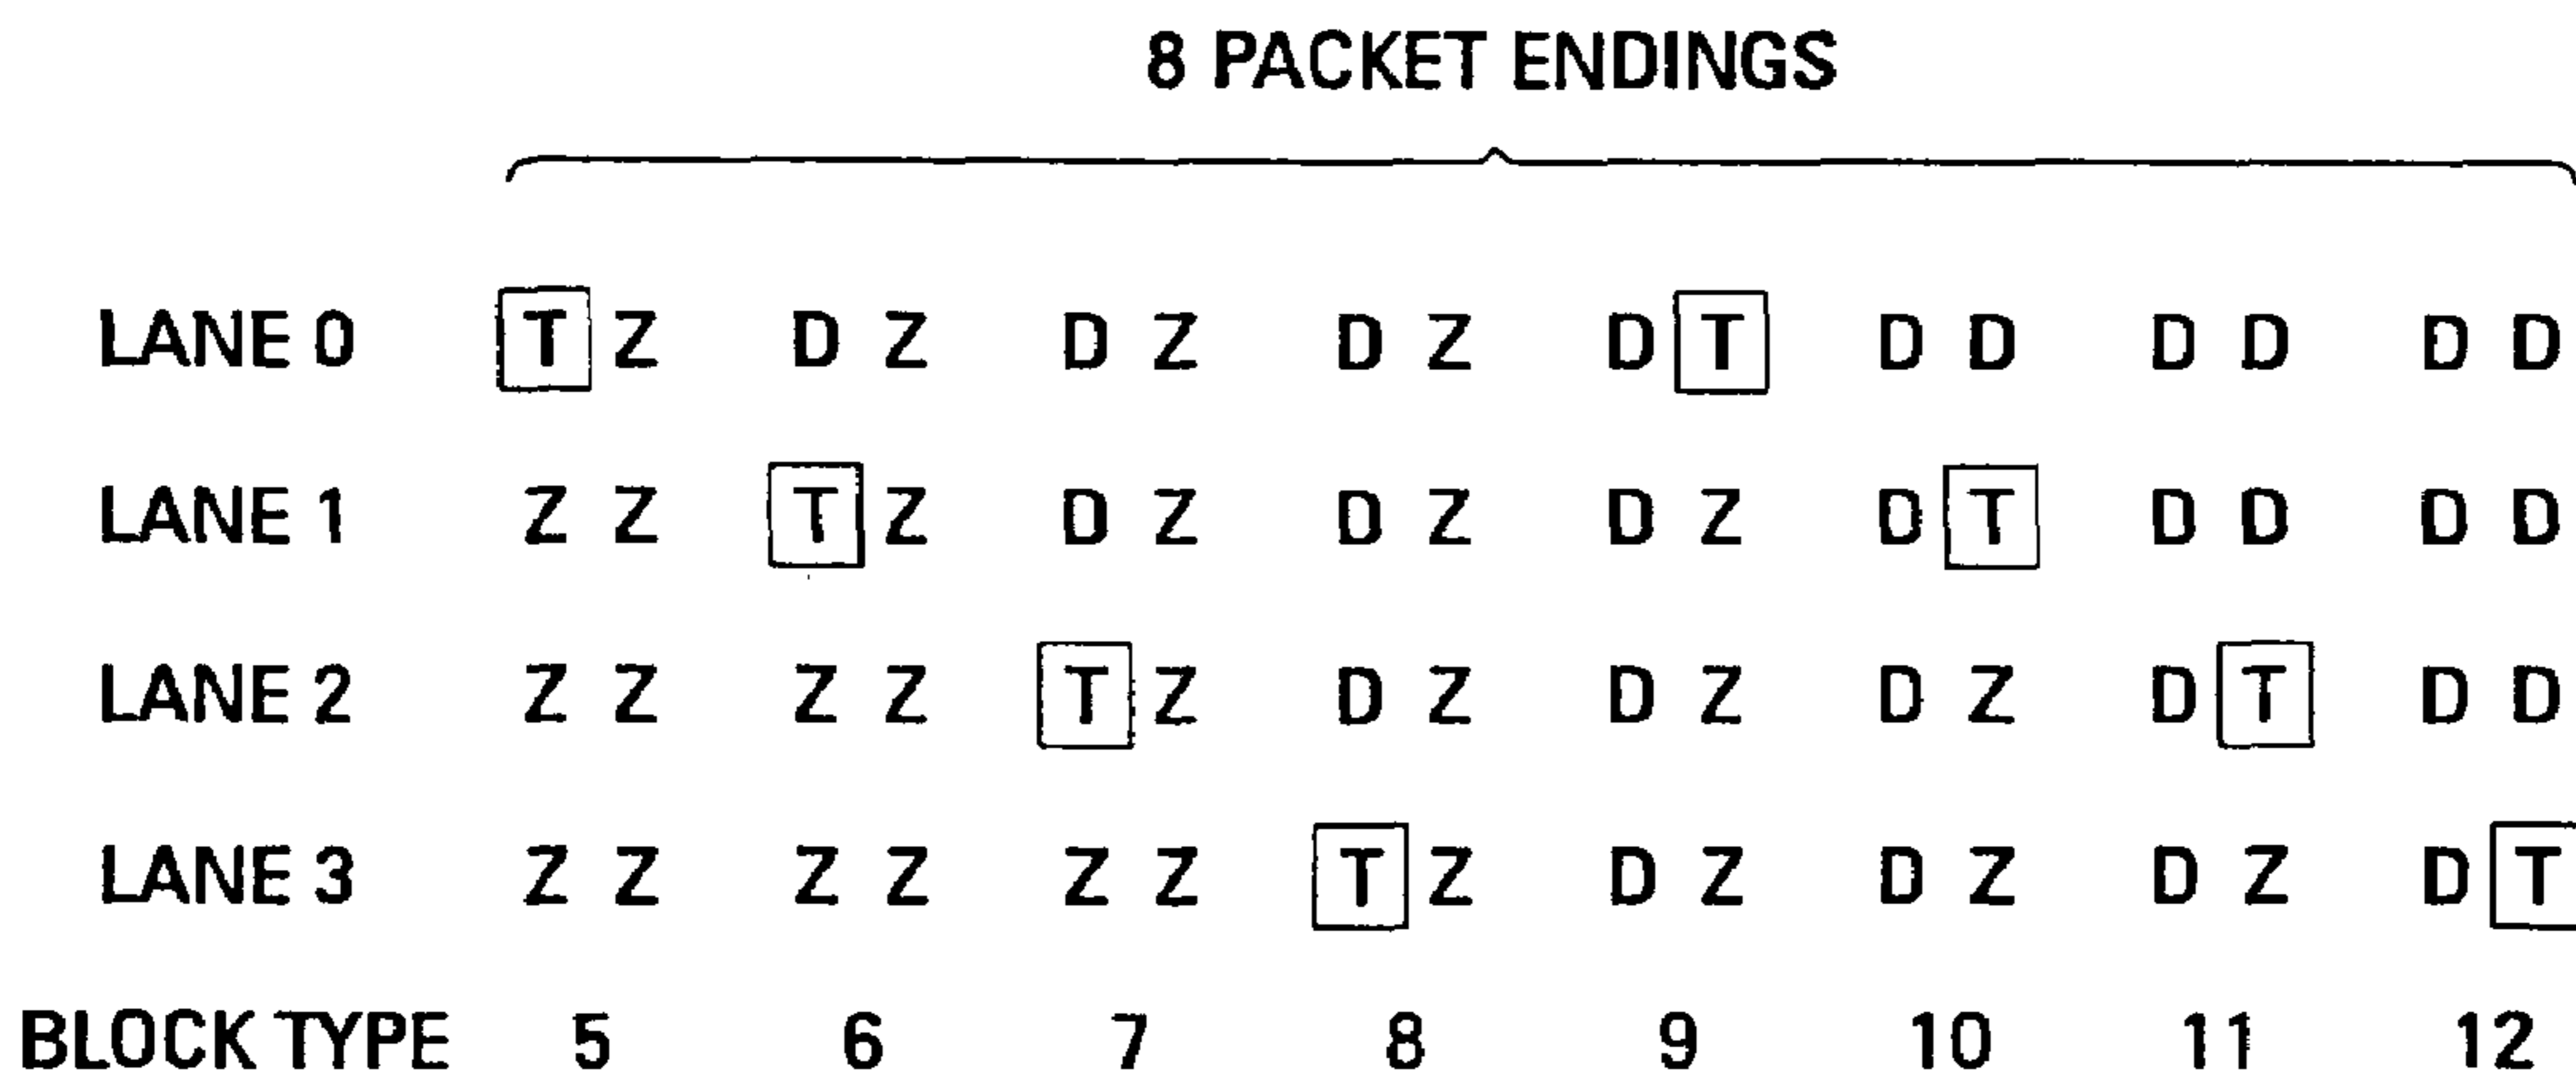 8 PACKET ENDINGS
LANE 0 T Z D Z D Z D Z D T D D D D D D
LANE 1 Z Z T Z D Z D Z D Z D T D D D D
LANE 2 Z Z Z Z T Z D Z D Z D Z D T D D
LANE 3 Z Z Z Z Z Z T Z D Z D Z D Z D T
BLOCK TYPE 5 6 7 8 9 10 11 12